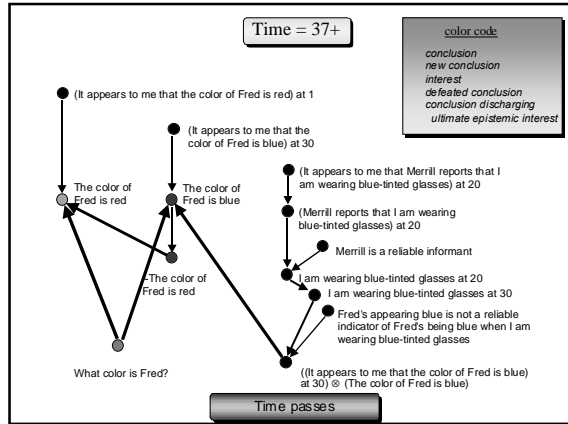 Time = 37+
color code
conclusion
new conclusion
interest
defeated conclusion
conclusion discharging
ultimate epistemic interest
(It appears to me that the color of Fred is red) at 1
(It appears to me that the
color of Fred is blue) at 30
(It appears to me that Merrill reports that I
am wearing blue-tinted glasses) at 20
The color of
Fred is red
The color of
Fred is blue
(Merrill reports that I am wearing
blue-tinted glasses) at 20
Merrill is a reliable informant
~The color of
Fred is red
I am wearing blue-tinted glasses at 20
I am wearing blue-tinted glasses at 30
Fred's appearing blue is not a reliable
indicator of Fred's being blue when I am
wearing blue-tinted glasses
What color is Fred?
((It appears to me that the color of Fred is blue)
at 30) ⊗ (The color of Fred is blue)
Time passes